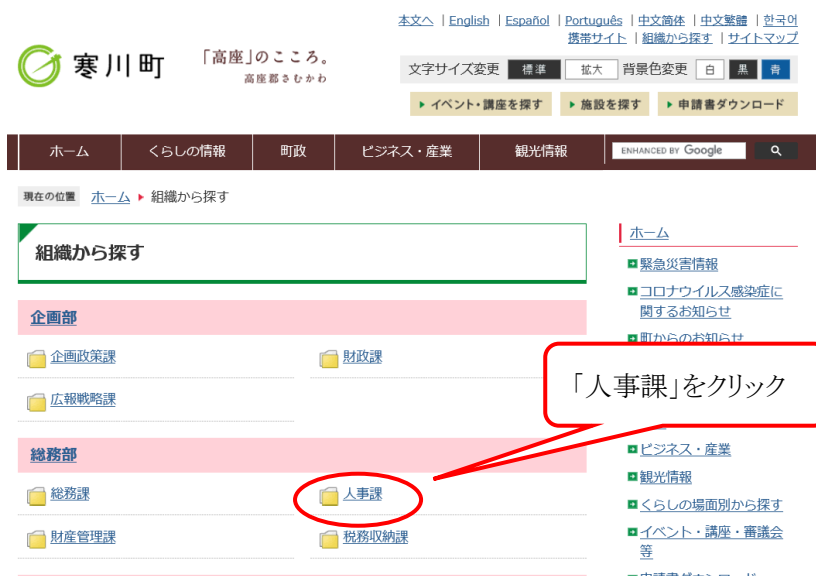 本文へ | English | Español | Português | 中文简体 | 中文繁體 | 한국어
携帯サイト | 組織から探す | サイトマップ
寒川町
「高座」のこころ。
高座郡さむかわ
文字サイズ変更 標準 拡大 背景色変更 白 黒 青
イベント・講座を探す 施設を探す 申請書ダウンロード
ホーム くらしの情報 町政 ビジネス・産業 観光情報 ENHANCED BY Google
現在の位置 ホーム 組織から探す
組織から探す
企画部
企画政策課 財政課
広報戦略課
総務部
総務課 人事課
財産管理課 税務収納課
「人事課」をクリック
ホーム
緊急災害情報
コロナウイルス感染症に
関するお知らせ
町からのお知らせ
ビジネス・産業
観光情報
くらしの場面別から探す
イベント・講座・審議会
等